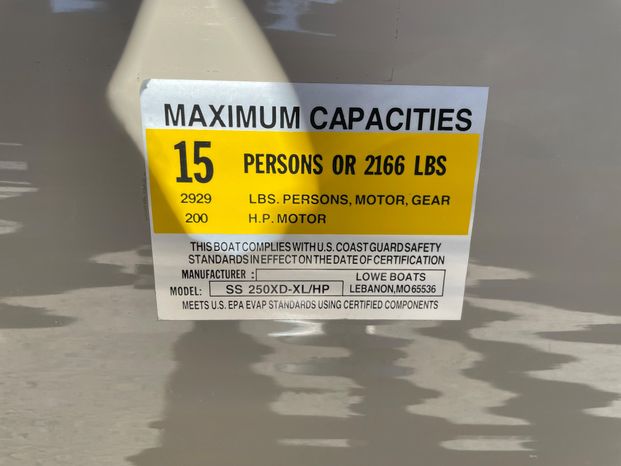 MAXIMUM CAPACITIES
15 PERSONS OR 2166 LBS
2929 LBS. PERSONS, MOTOR, GEAR
200 H.P. MOTOR
THIS BOAT COMPLIES WITH U.S. COAST GUARD SAFETY
STANDARDS IN EFFECT ON THE DATE OF CERTIFICATION
MANUFACTURER: LOWE BOATS
MODEL: SS 250XD-XL/HP LEBANON, MO 65536
MEETS U.S. EPA EVAP STANDARDS USING CERTIFIED COMPONENTS